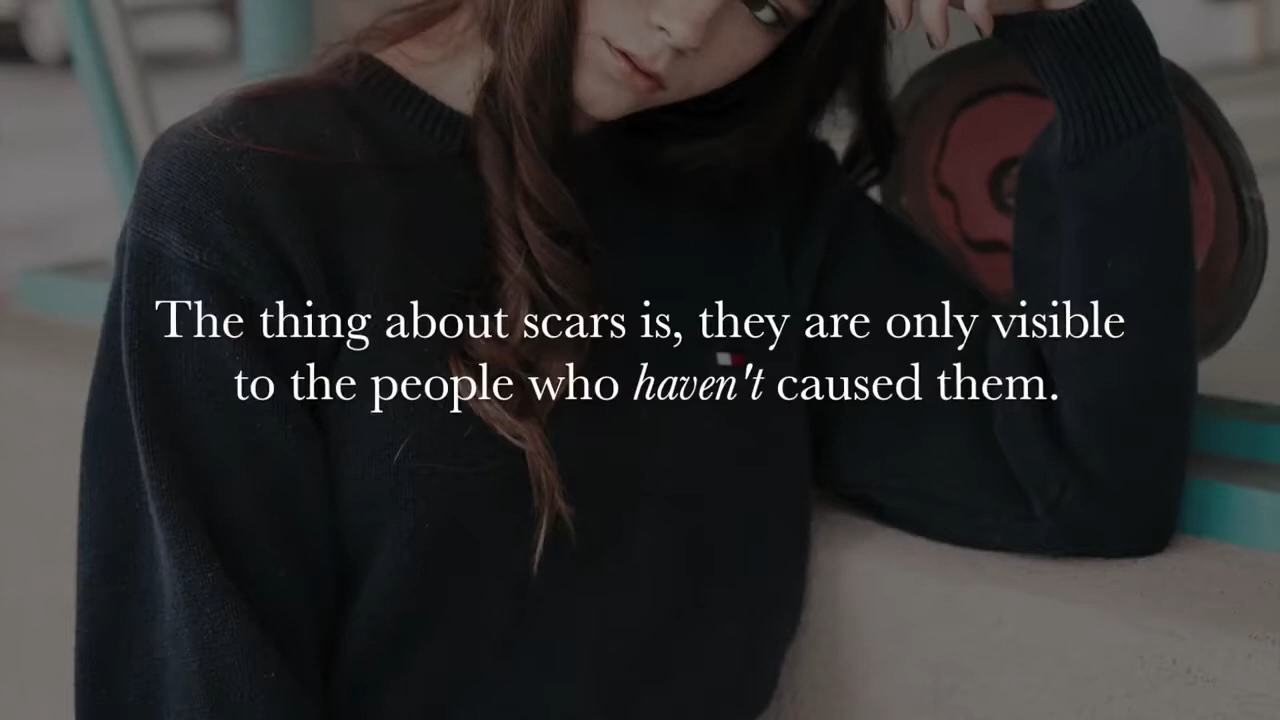 The thing about scars is, they are only visible
to the people who haven't caused them.